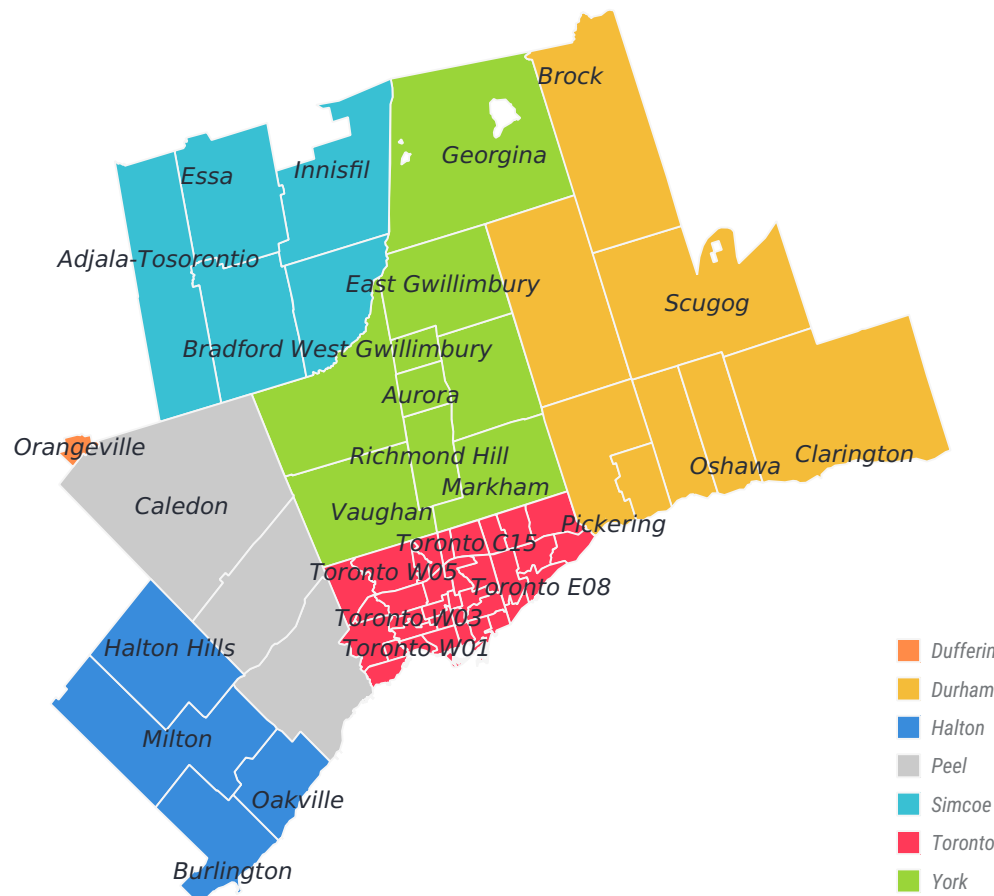 Brock
Georgina
Essa
Innisfil
Adjala-Tosorontio
East Gwillimbury
Scugog
Bradford West Gwillimbury
Aurora
Orangeville
Richmond Hill
Oshawa
Clarington
Markham
Caledon
Vaughan
Pickering
Toronto C15
Toronto W05
Toronto E08
Toronto W03
Halton Hills
Toronto W01
Milton
Oakville
Burlington
Dufferin
Durham
Halton
Peel
Simcoe
Toronto
York